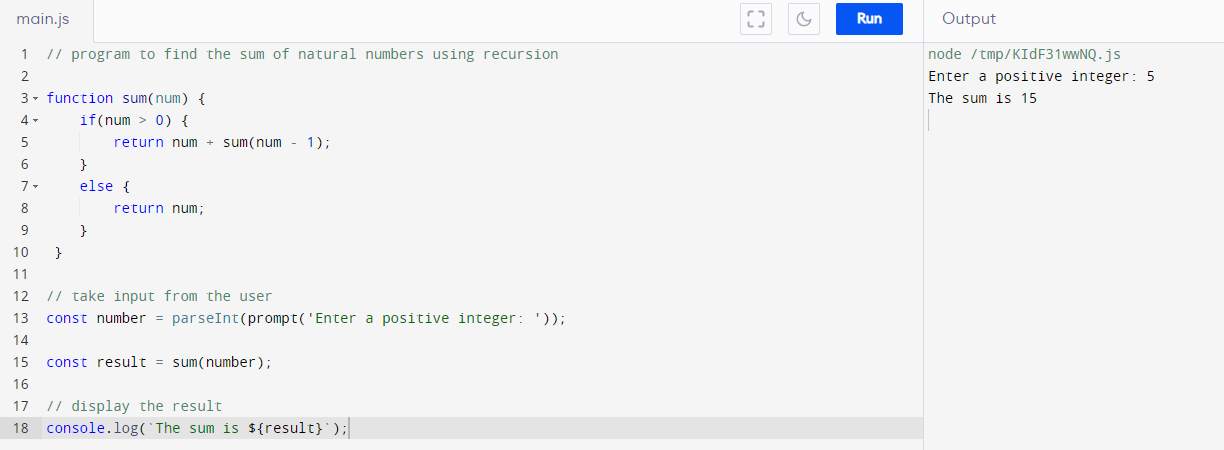 main.js
Run
Output
1 // program to find the sum of natural numbers using recursion
2
3 function sum(num) {
4     if(num > 0) {
5         return num + sum(num - 1);
6     }
7     else {
8         return num;
9     }
10  }
11
12 // take input from the user
13 const number = parseInt(prompt('Enter a positive integer: '));
14
15 const result = sum(number);
16
17 // display the result
18 console.log(`The sum is ${result}`);
node /tmp/KIdF31wwNQ.js
Enter a positive integer: 5
The sum is 15